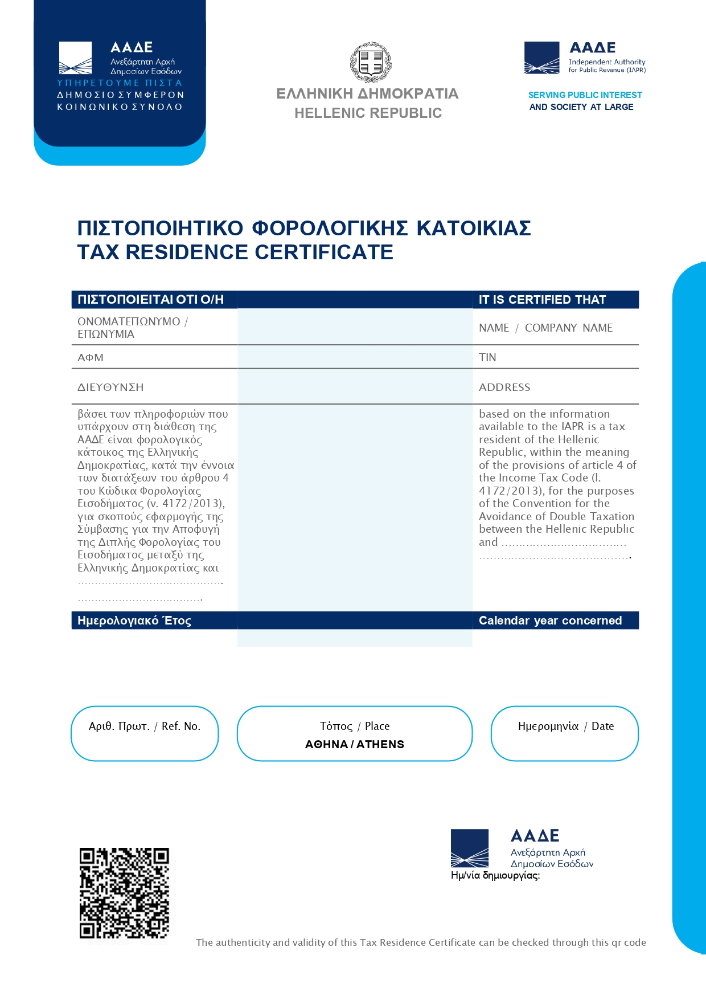 ΑΑΔΕ
Ανεξάρτητη Αρχή
Δημοσίων Εσόδων
ΥΠΗΡΕΤΟΥΜΕ ΠΙΣΤΑ
ΔΗΜΟΣΙΟ ΣΥΜΦΕΡΟΝ
ΚΟΙΝΩΝΙΚΟ ΣΥΝΟΛΟ
ΕΛΛΗΝΙΚΗ ΔΗΜΟΚΡΑΤΙΑ
HELLENIC REPUBLIC
ΑΑΔΕ
Independent Authority
for Public Revenue (IAPR)
SERVING PUBLIC INTEREST
AND SOCIETY AT LARGE
ΠΙΣΤΟΠΟΙΗΤΙΚΟ ΦΟΡΟΛΟΓΙΚΗΣ ΚΑΤΟΙΚΙΑΣ
TAX RESIDENCE CERTIFICATE
ΠΙΣΤΟΠΟΙΕΙΤΑΙ ΟΤΙ Ο/Η
IT IS CERTIFIED THAT
ΟΝΟΜΑΤΕΠΩΝΥΜΟ /
ΕΠΩΝΥΜΙΑ
NAME / COMPANY NAME
ΑΦΜ
TIN
ΔΙΕΥΘΥΝΣΗ
ADDRESS
βάσει των πληροφοριών που
υπάρχουν στη διάθεση της
ΑΑΔΕ είναι φορολογικός
κάτοικος της Ελληνικής
Δημοκρατίας, κατά την έννοια
των διατάξεων του άρθρου 4
του Κώδικα Φορολογίας
Εισοδήματος (ν. 4172/2013),
για σκοπούς εφαρμογής της
Σύμβασης για την Αποφυγή
της Διπλής Φορολογίας του
Εισοδήματος μεταξύ της
Ελληνικής Δημοκρατίας και
…………………………………….
……………………………….
based on the information
available to the IAPR is a tax
resident of the Hellenic
Republic, within the meaning
of the provisions of article 4 of
the Income Tax Code (l.
4172/2013), for the purposes
of the Convention for the
Avoidance of Double Taxation
between the Hellenic Republic
and ………………………………
…………………………………….
Ημερολογιακό Έτος
Calendar year concerned
Αριθ. Πρωτ. / Ref. No.
Τόπος / Place
ΑΘΗΝΑ / ATHENS
Ημερομηνία / Date
ΑΑΔΕ
Ανεξάρτητη Αρχή
Δημοσίων Εσόδων
Ημ/νία δημιουργίας:
The authenticity and validity of this Tax Residence Certificate can be checked through this qr code